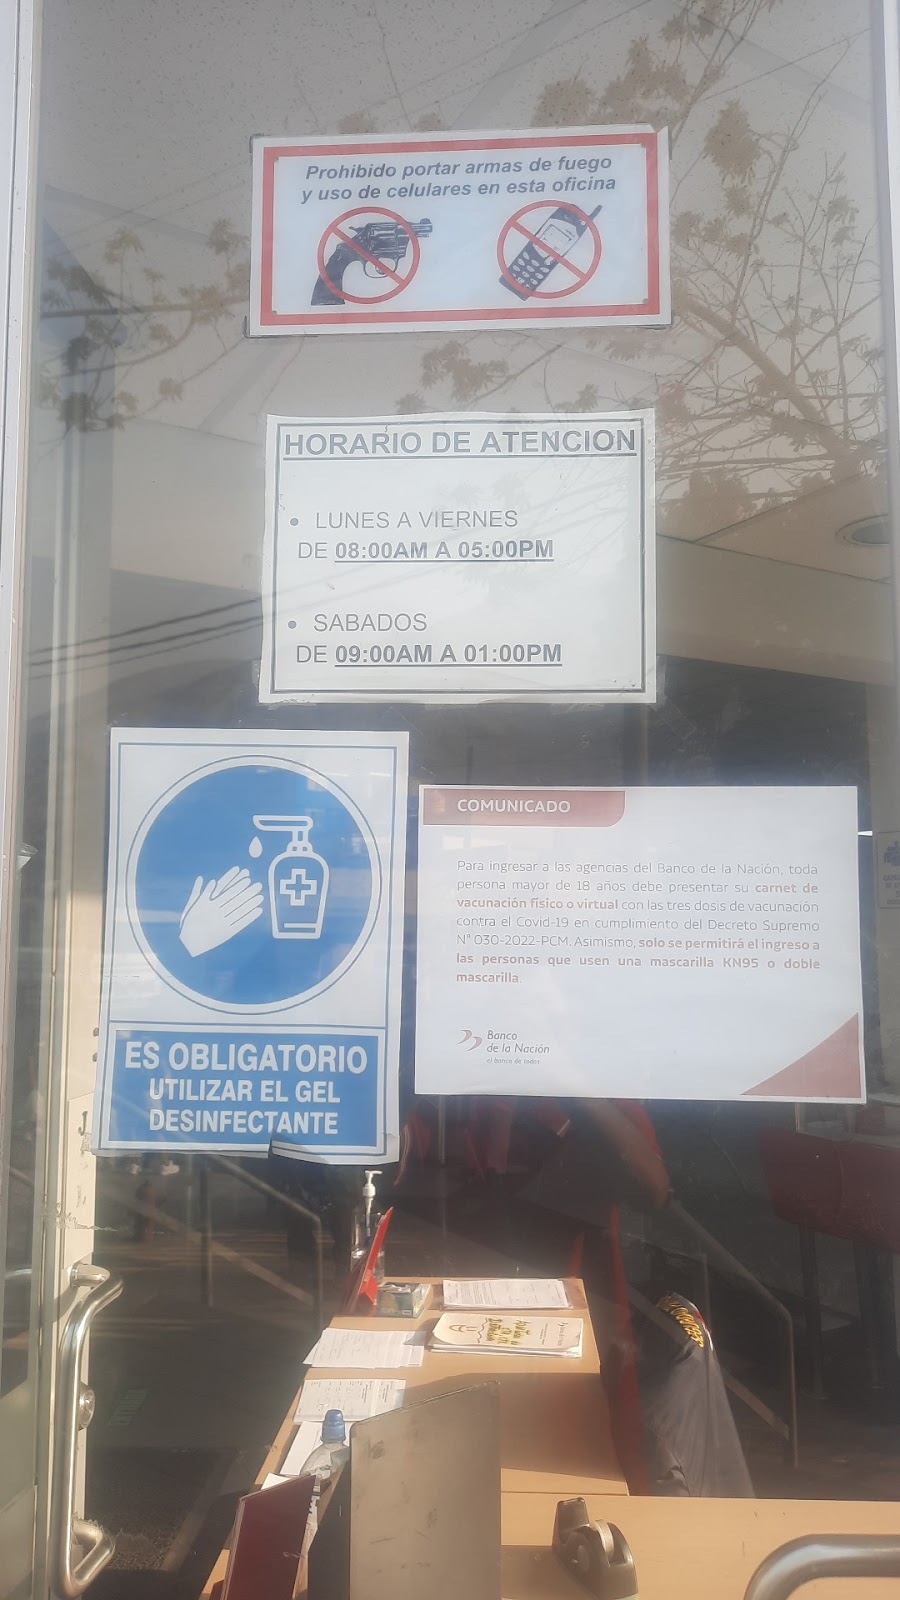 Prohibido portar armas de fuego
y uso de celulares en esta oficina
HORARIO DE ATENCION
• LUNES A VIERNES
DE 08:00AM A 05:00PM
• SABADOS
DE 09:00AM A 01:00PM
ES OBLIGATORIO
UTILIZAR EL GEL
DESINFECTANTE
COMUNICADO
Para ingresar a las agencias del Banco de la Nación, toda
persona mayor de 18 años debe presentar su carnet de
vacunación físico o virtual con las tres dosis de vacunación
contra el Covid-19 en cumplimiento del Decreto Supremo
N° 030-2022-PCM. Asimismo, solo se permitirá el ingreso a
las personas que usen una mascarilla KN95 o doble
mascarilla.
Banco
de la Nación
el banco de todos